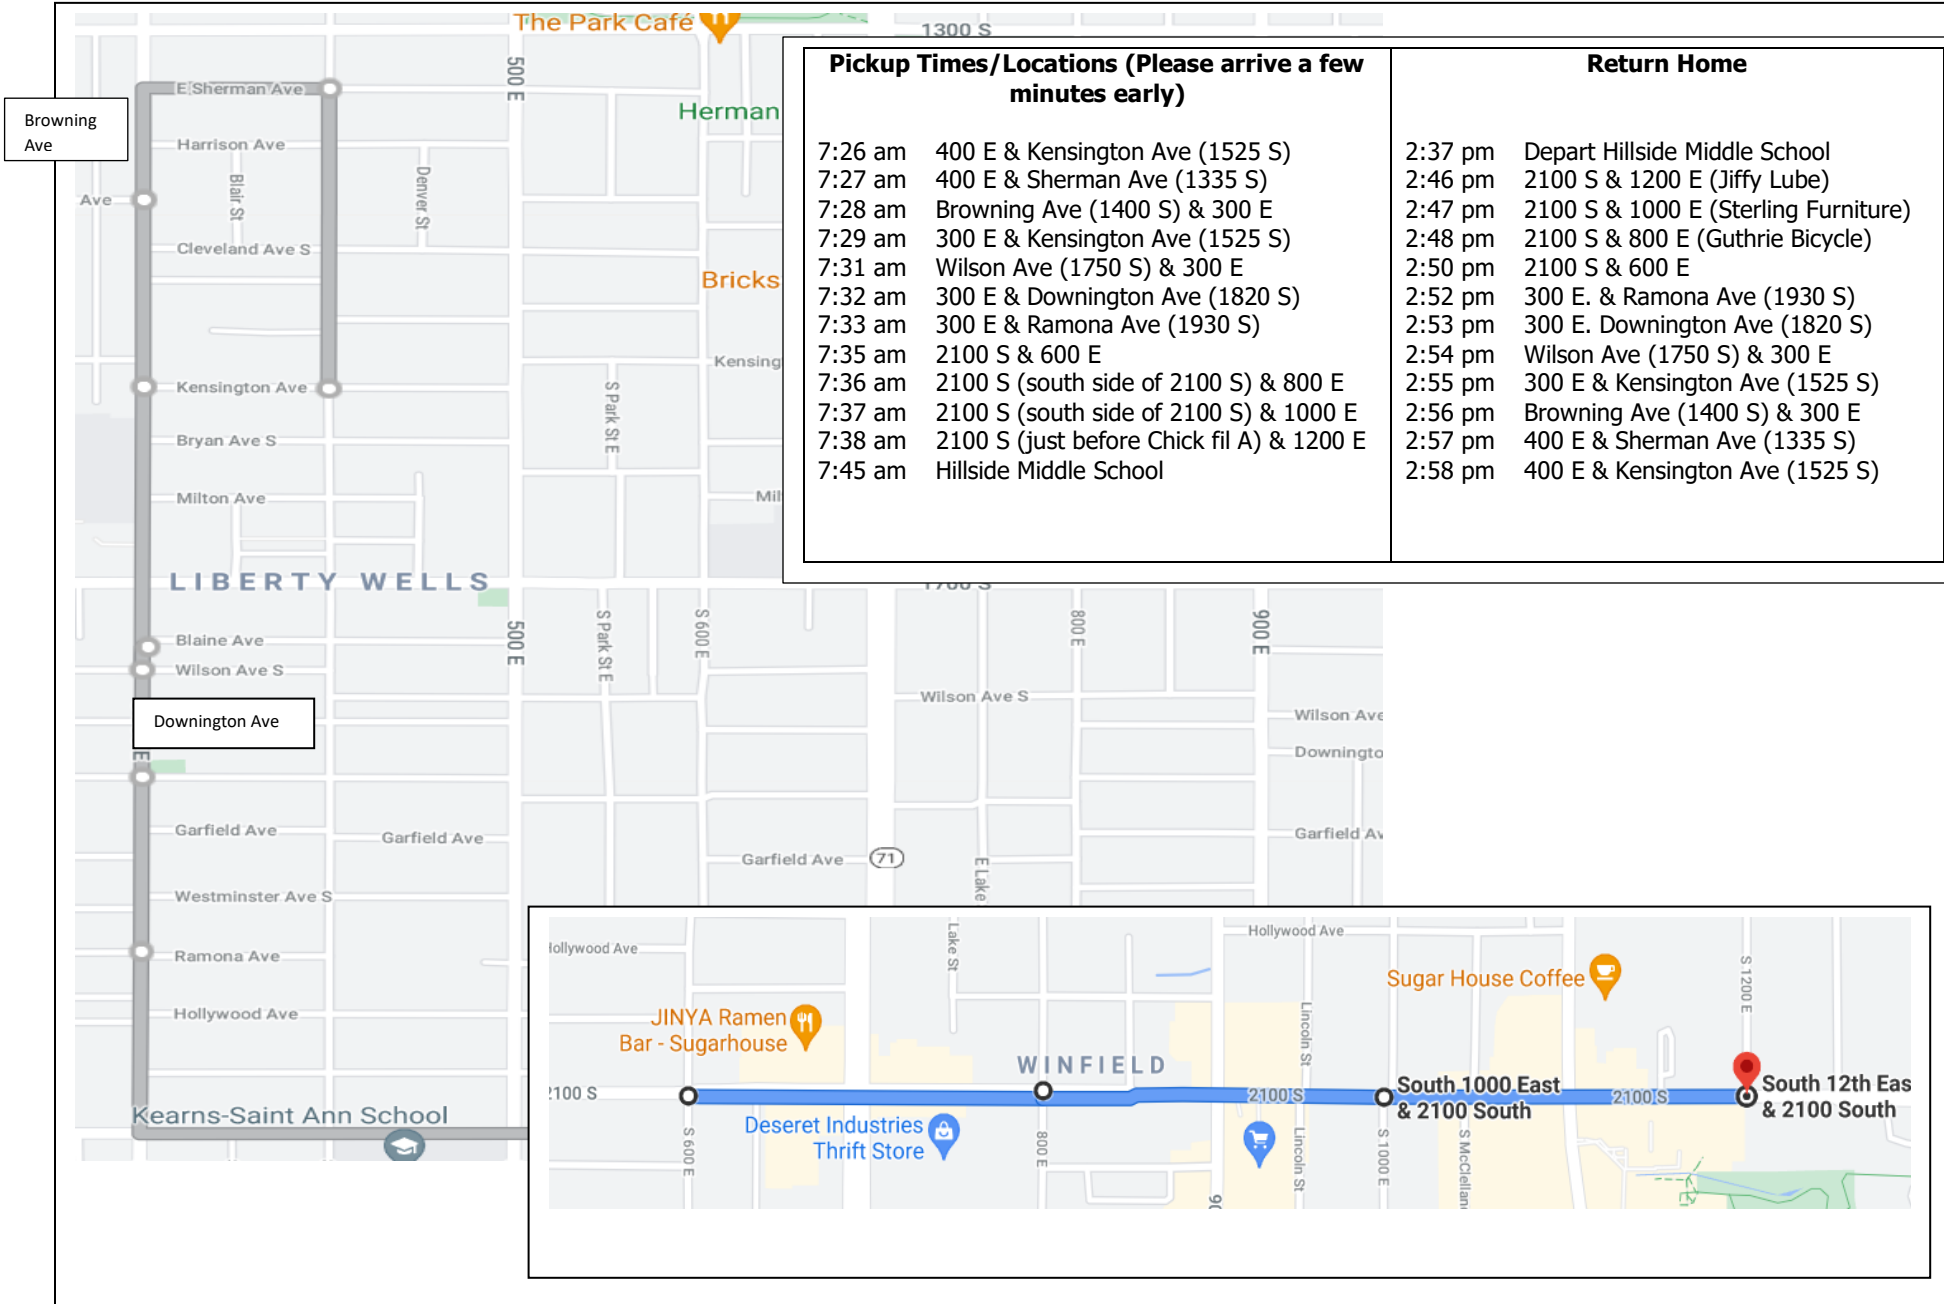 The Park Café
1300 S
500 E
E Sherman Ave
Browning
Ave
Harrison Ave
Herman
Ave
Blair St
Denver St
Cleveland Ave S
Bricks
Kensing
Kensington Ave
S Park St E
Bryan Ave S
Milton Ave
Mil
LIBERTY WELLS
Pickup Times/Locations (Please arrive a few
minutes early)
7:26 am 400 E & Kensington Ave (1525 S)
7:27 am 400 E & Sherman Ave (1335 S)
7:28 am Browning Ave (1400 S) & 300 E
7:29 am 300 E & Kensington Ave (1525 S)
7:31 am Wilson Ave (1750 S) & 300 E
7:32 am 300 E & Downington Ave (1820 S)
7:33 am 300 E & Ramona Ave (1930 S)
7:35 am 2100 S & 600 E
7:36 am 2100 S (south side of 2100 S) & 800 E
7:37 am 2100 S (south side of 2100 S) & 1000 E
7:38 am 2100 S (just before Chick fil A) & 1200 E
7:45 am Hillside Middle School
Return Home
2:37 pm Depart Hillside Middle School
2:46 pm 2100 S & 1200 E (Jiffy Lube)
2:47 pm 2100 S & 1000 E (Sterling Furniture)
2:48 pm 2100 S & 800 E (Guthrie Bicycle)
2:50 pm 2100 S & 600 E
2:52 pm 300 E. & Ramona Ave (1930 S)
2:53 pm 300 E. Downington Ave (1820 S)
2:54 pm Wilson Ave (1750 S) & 300 E
2:55 pm 300 E & Kensington Ave (1525 S)
2:56 pm Browning Ave (1400 S) & 300 E
2:57 pm 400 E & Sherman Ave (1335 S)
2:58 pm 400 E & Kensington Ave (1525 S)
1700 S
500 E
S Park St E
S 600 E
800 E
900 E
Blaine Ave
Wilson Ave S
Wilson Ave S
Wilson Ave
Downington Ave
Downingto
E
Garfield Ave
Garfield Ave
Garfield Ave
71
E Lake
Garfield Av
Westminster Ave S
Ramona Ave
Hollywood Ave
Kearns-Saint Ann School
Hollywood Ave
Lake St
Hollywood Ave
Sugar House Coffee
S 1200 E
JINYA Ramen
Bar - Sugarhouse
Lincoln St
WINFIELD
2100 S
2100 S
South 1000 East
& 2100 South
2100 S
South 12th Eas
& 2100 South
Deseret Industries
Thrift Store
S 600 E
800 E
90
Lincoln St
S 1000 E
S McClellan